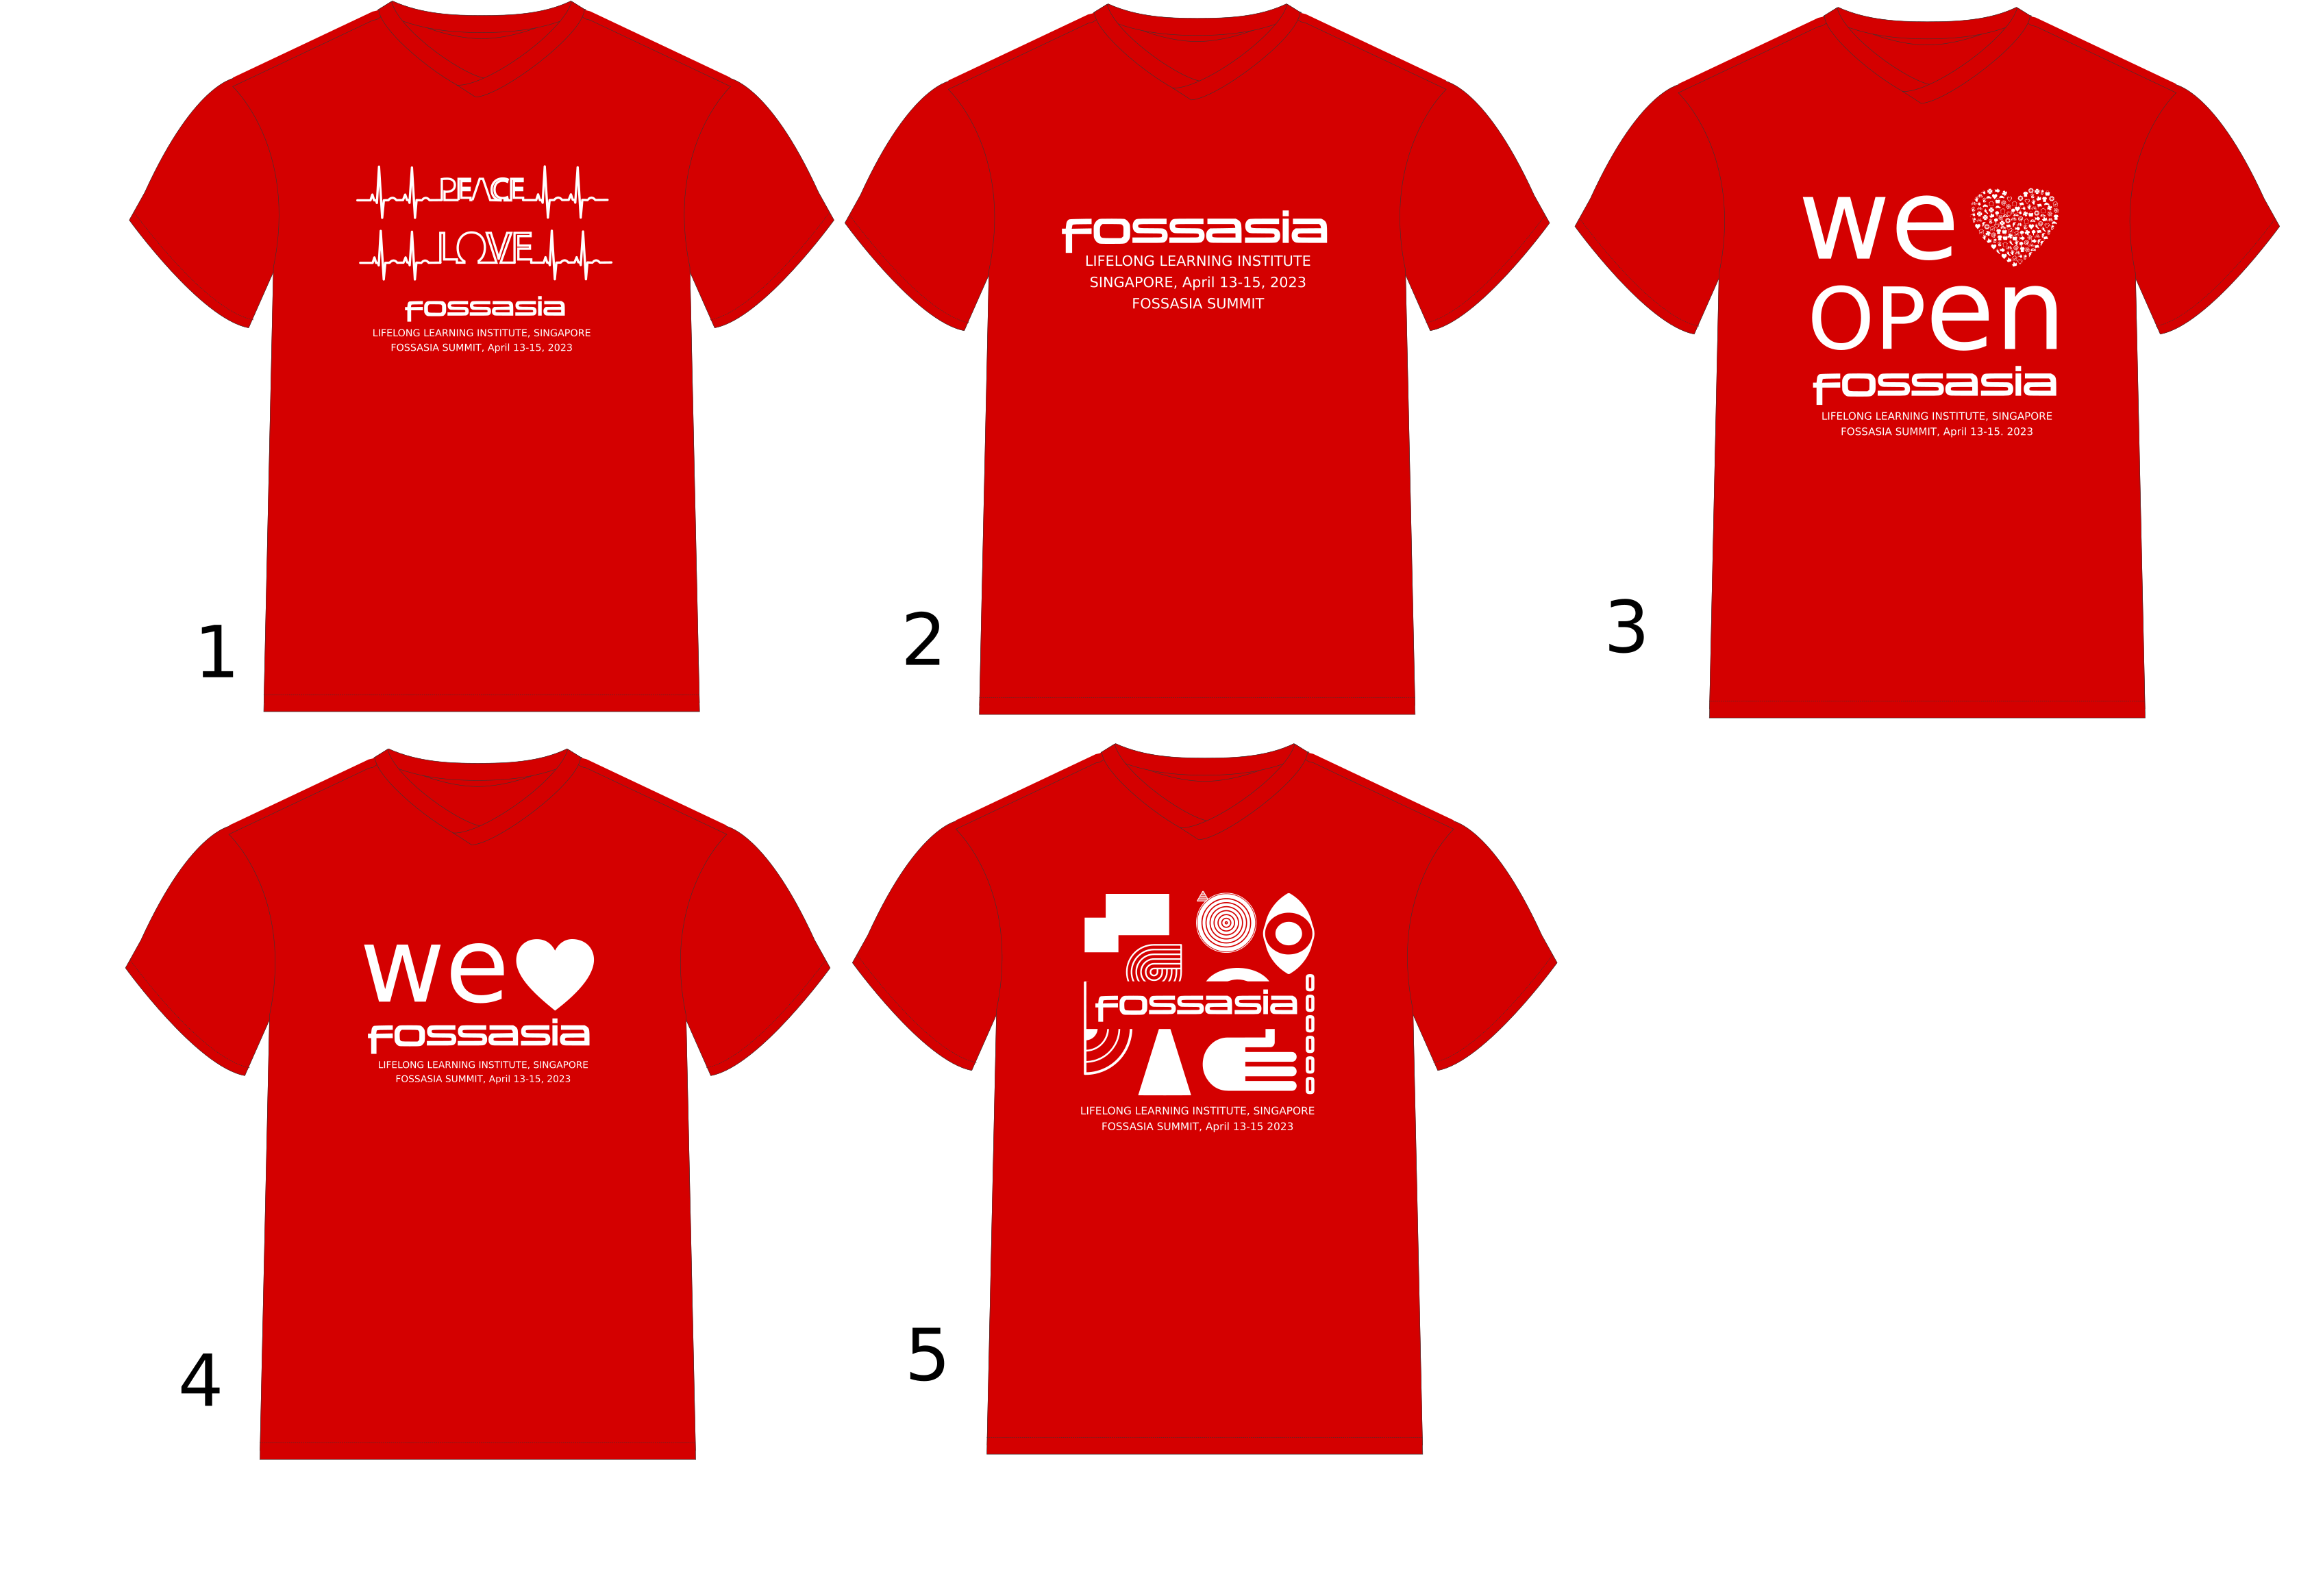 PEACE
LOVE
fossasia
LIFELONG LEARNING INSTITUTE, SINGAPORE
FOSSASIA SUMMIT, April 13-15, 2023
1
fossasia
LIFELONG LEARNING INSTITUTE
SINGAPORE, April 13-15, 2023
FOSSASIA SUMMIT
2
we
oPen
fossasia
LIFELONG LEARNING INSTITUTE, SINGAPORE
FOSSASIA SUMMIT, April 13-15. 2023
3
we
fossasia
LIFELONG LEARNING INSTITUTE, SINGAPORE
FOSSASIA SUMMIT, April 13-15, 2023
4
fossasia
LIFELONG LEARNING INSTITUTE, SINGAPORE
FOSSASIA SUMMIT, April 13-15 2023
5